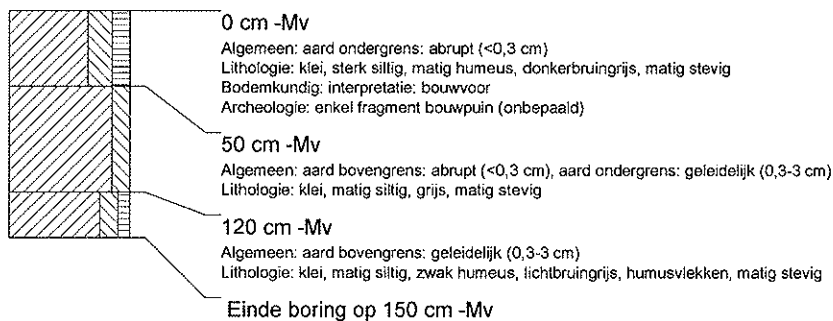 0 cm -Mv
Algemeen: aard ondergrens: abrupt (<0,3 cm)
Lithologie: klei, sterk siltig, matig humeus, donkerbruingrijs, matig stevig
Bodemkundig: interpretatie: bouwvoor
Archeologie: enkel fragment bouwpuin (onbepaald)
50 cm -Mv
Algemeen: aard bovengrens: abrupt (<0,3 cm), aard ondergrens: geleidelijk (0,3-3 cm)
Lithologie: klei, matig siltig, grijs, matig stevig
120 cm -Mv
Algemeen: aard bovengrens: geleidelijk (0,3-3 cm)
Lithologie: klei, matig siltig, zwak humeus, lichtbruingrijs, humusvlekken, matig stevig
Einde boring op 150 cm -Mv